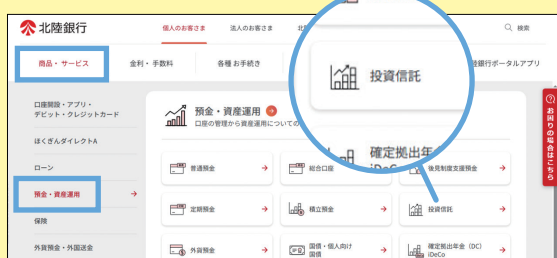 北陸銀行
個人のお客さま
法人のお客さま
検索
商品・サービス
金利・手数料
各種お手続き
銀行ポータルアプリ
投資信託
確定拠出年金
iDeCo
口座開設・アプリ・
デビット・クレジットカード
ほくぎんダイレクトA
ローン
預金・資産運用
保険
外貨預金・外国送金
預金・資産運用
口座の管理から資産運用について
普通預金
総合口座
後見制度支援預金
定期預金
積立預金
投資信託
外貨預金
国債・個人向け
国債
確定拠出年金(DC)
iDeCo
お困りの場合はこちら